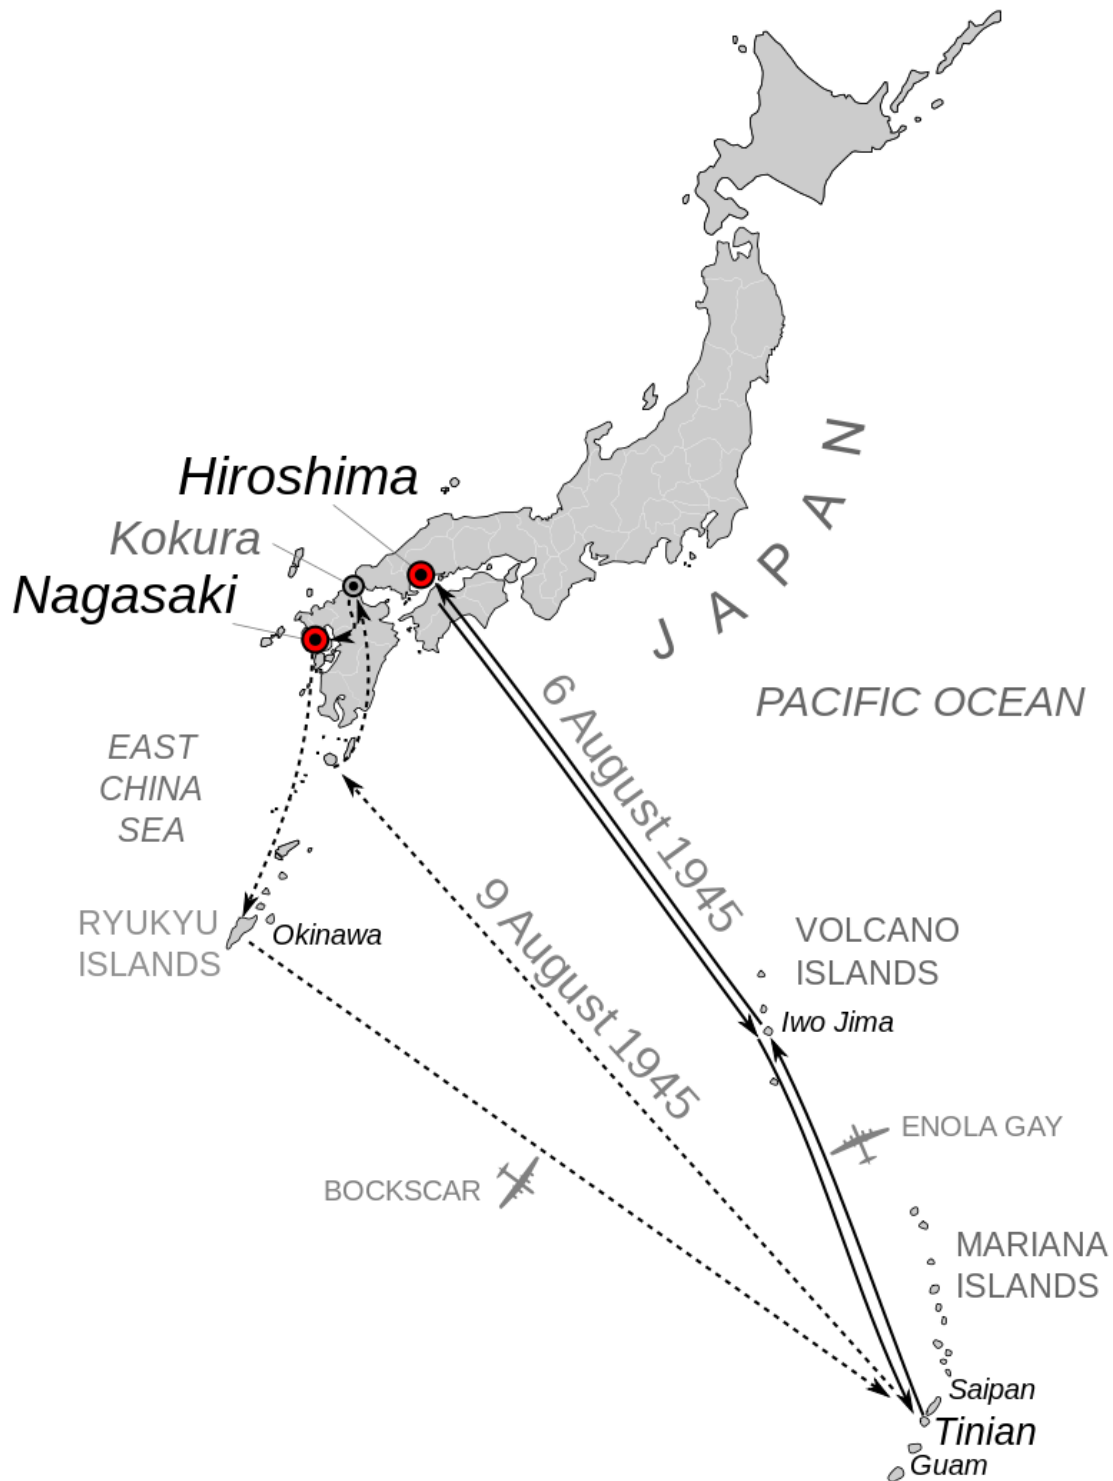 Hiroshima
Kokura
Nagasaki
JAPAN
PACIFIC OCEAN
6 August 1945
EAST
CHINA
SEA
9 August 1945
RYUKYU
ISLANDS
Okinawa
VOLCANO
ISLANDS
Iwo Jima
ENOLA GAY
BOCKSCAR
MARIANA
ISLANDS
Saipan
Tinian
Guam